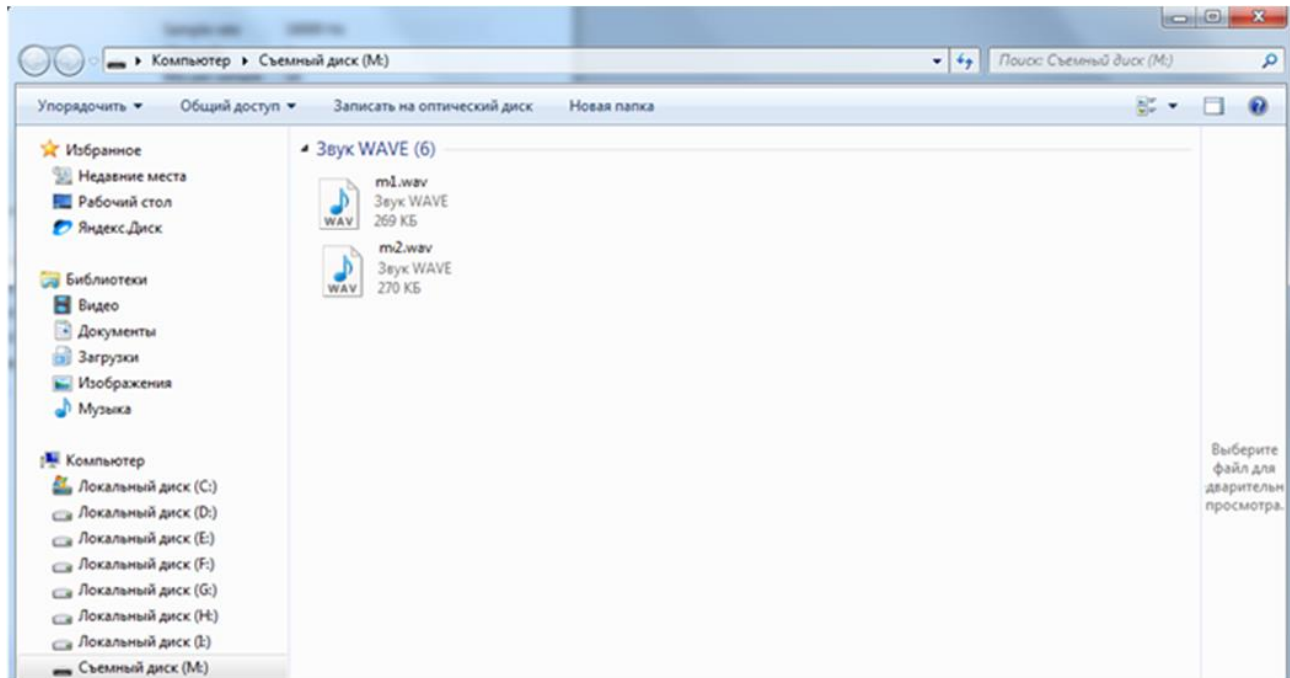 Компьютер Съемный диск (M:)
Поиск: Съемный диск (M:)
Упорядочить Общий доступ Записать на оптический диск Новая папка
Избранное
Недавние места
Рабочий стол
Яндекс.Диск
Библиотеки
Видео
Документы
Загрузки
Изображения
Музыка
Компьютер
Локальный диск (C:)
Локальный диск (D:)
Локальный диск (E:)
Локальный диск (F:)
Локальный диск (G:)
Локальный диск (H:)
Локальный диск (I:)
Съемный диск (M:)
Звук WAVE (6)
m1.wav
Звук WAVE
WAV
269 КБ
m2.wav
Звук WAVE
WAV
270 КБ
Выберите
файл для
дварительн
просмотра.